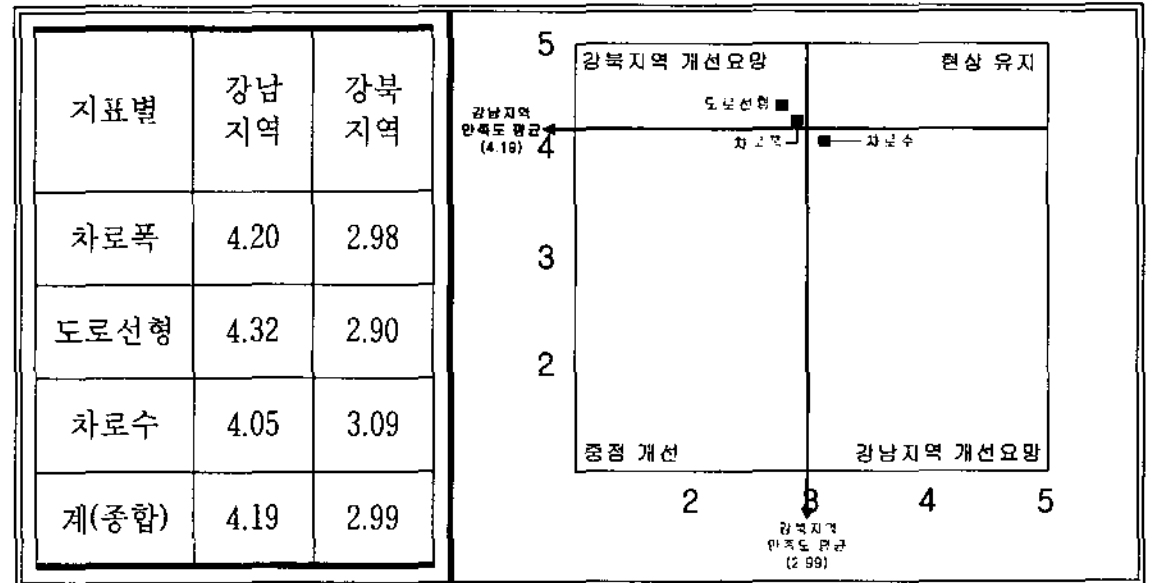 지표별
강남
지역
강북
지역
차로폭 4.20 2.98
도로선형 4.32 2.90
차로수 4.05 3.09
계(종합) 4.19 2.99
5
강북지역 개선요망 현상 유지
도로선형
강남지역
만족도 평균
(4.19)
4
차로폭 차로수
3
2
중점 개선 강남지역 개선요망
2 3 4 5
강북지역
만족도 평균
(2.99)